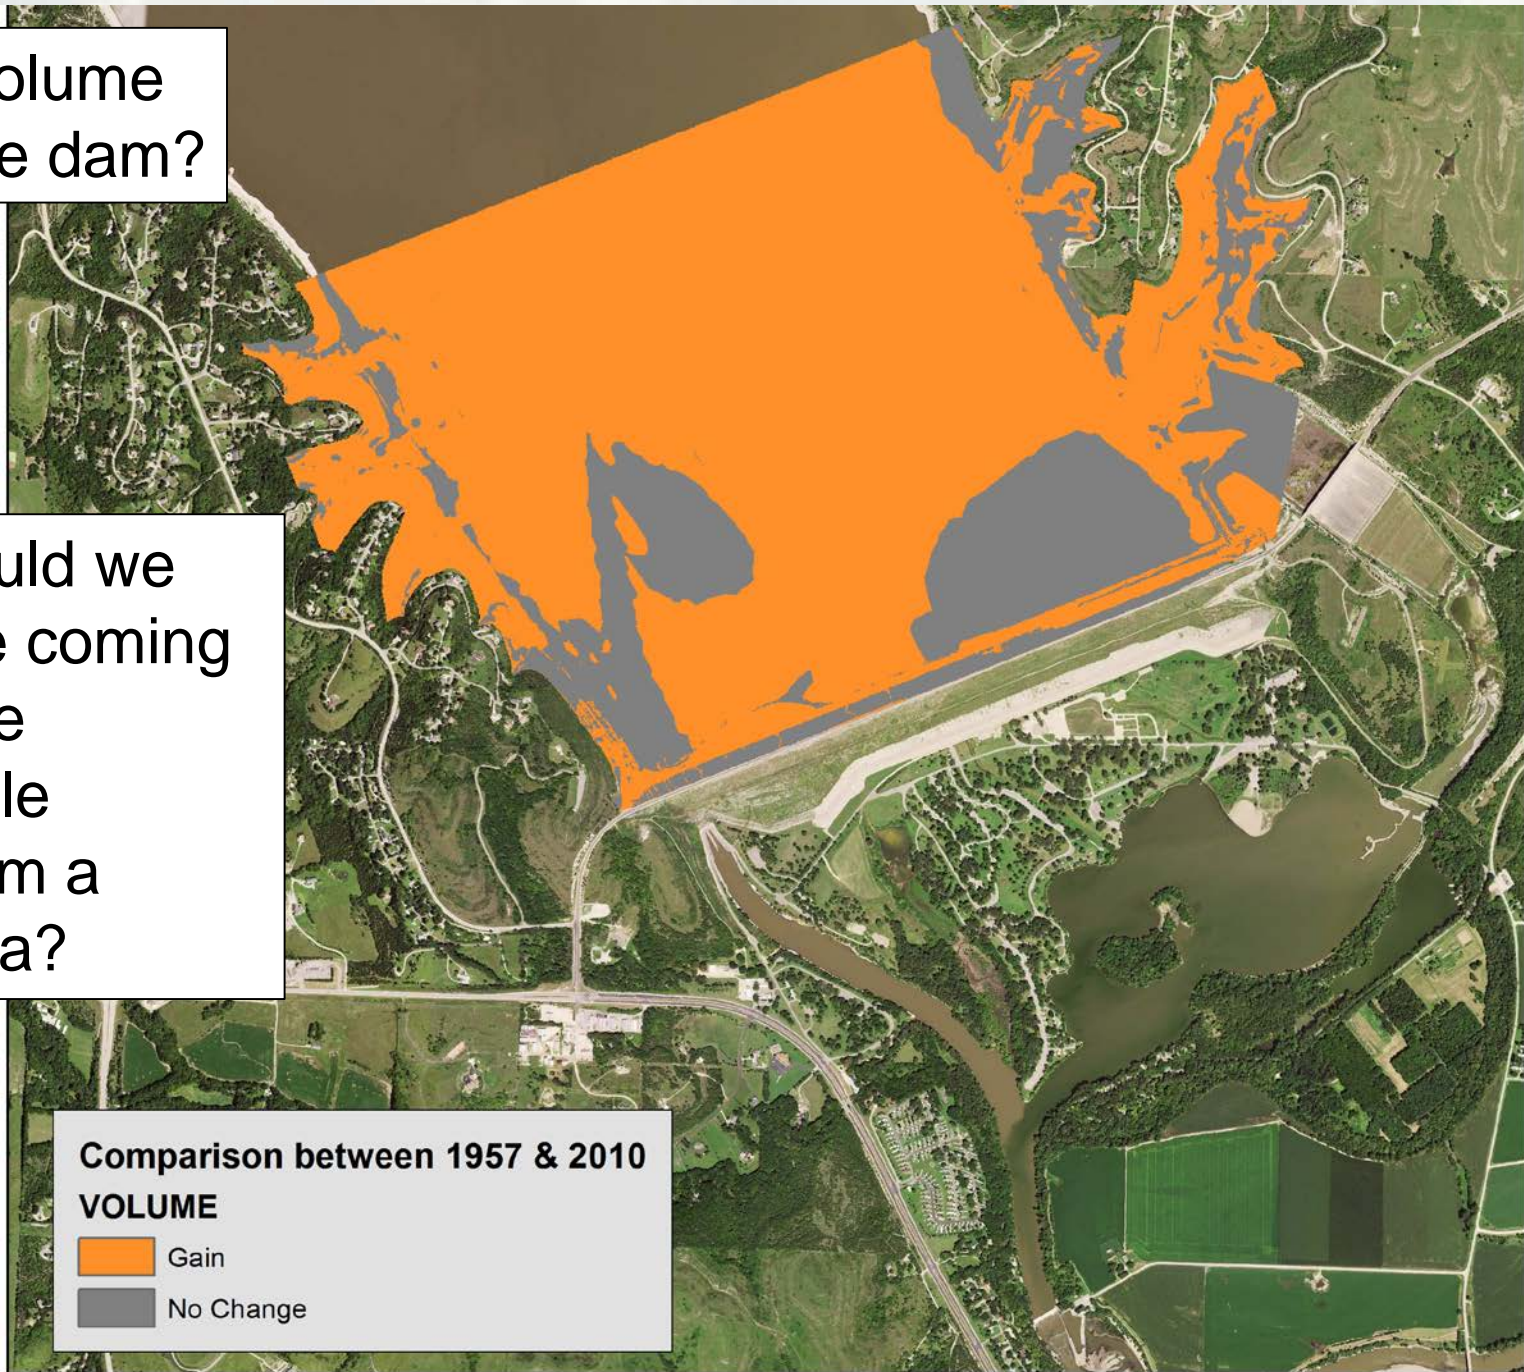 olume
e dam?
uld we
e coming
e
le
m a
a?
Comparison between 1957 & 2010
VOLUME
Gain
No Change